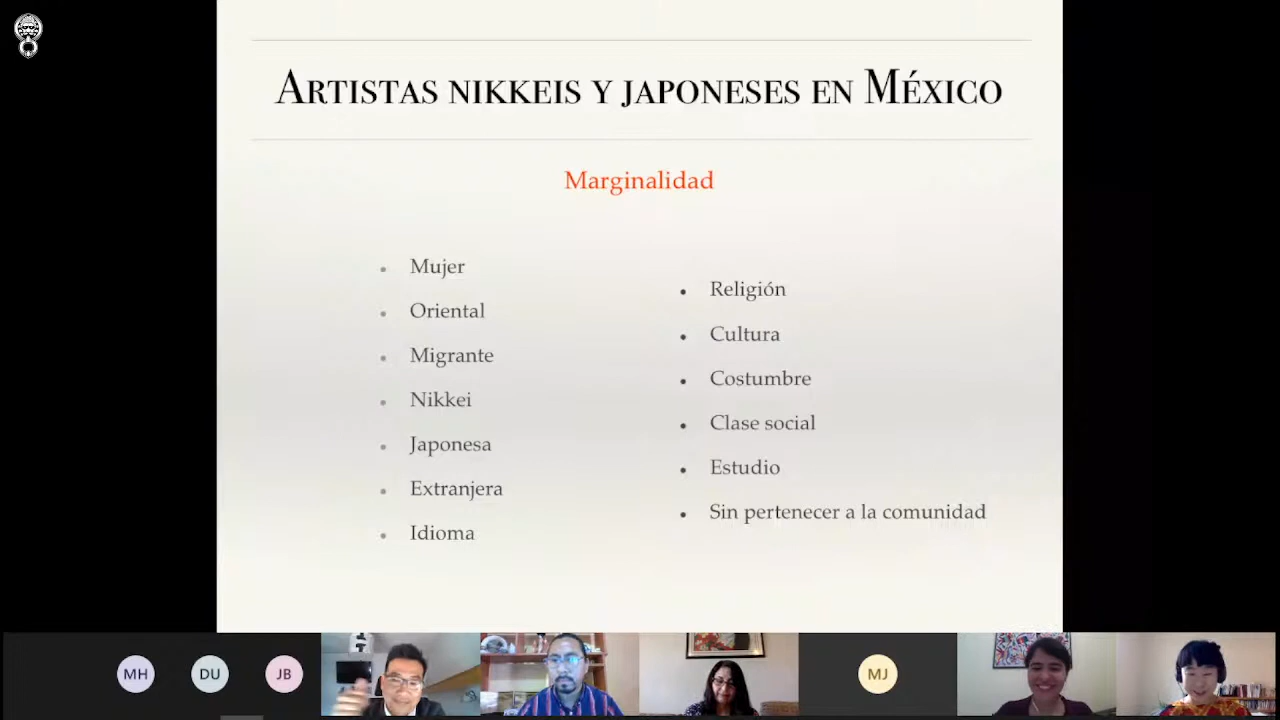 Artistas nikkeis y japoneses en México
Marginalidad
Mujer
Oriental
Migrante
Nikkei
Japonesa
Extranjera
Idioma
Religión
Cultura
Costumbre
Clase social
Estudio
Sin pertenecer a la comunidad
MH
DU
JB
MJ